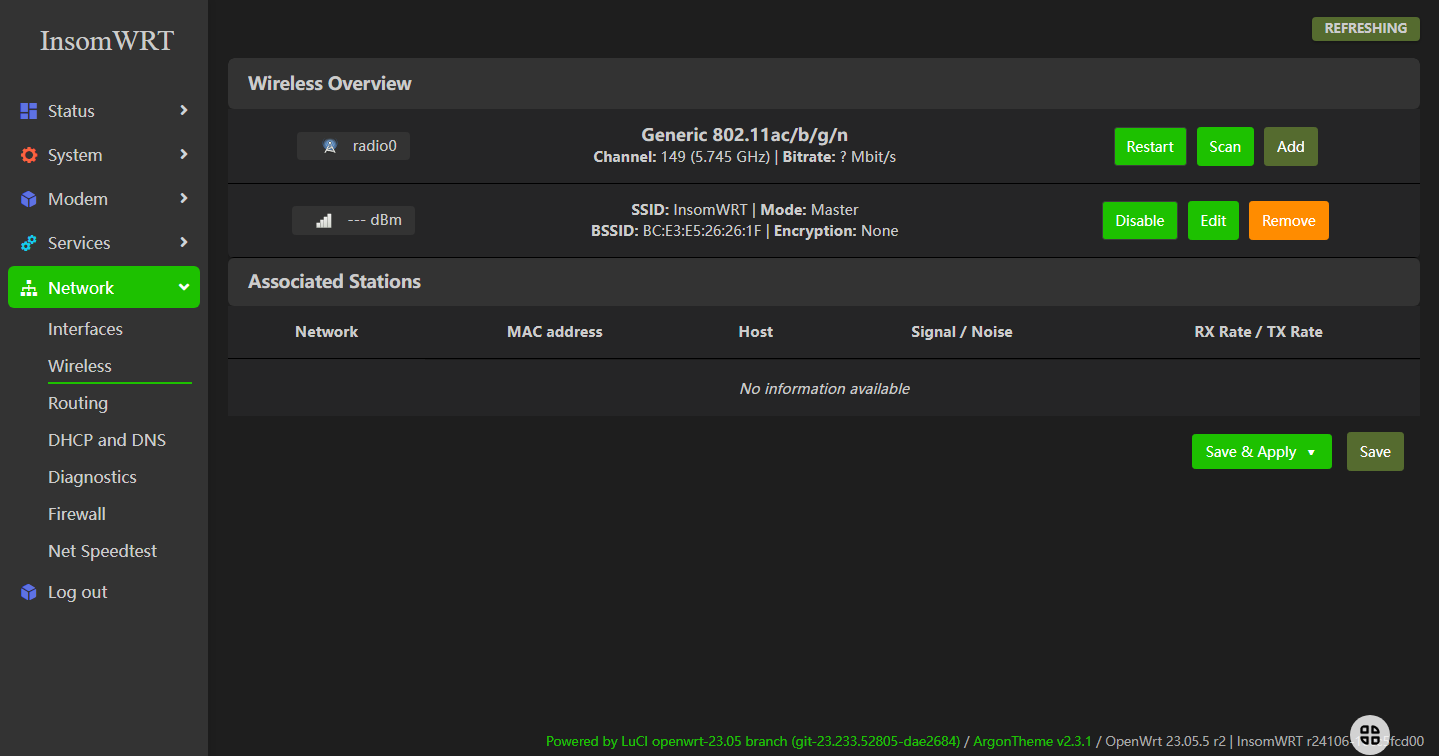 InsomWRT
REFRESHING
Status
System
Modem
Services
Network
Interfaces
Wireless
Routing
DHCP and DNS
Diagnostics
Firewall
Net Speedtest
Log out
Wireless Overview
radio0
Generic 802.11ac/b/g/n
Channel: 149 (5.745 GHz) | Bitrate: ? Mbit/s
Restart Scan Add
--- dBm
SSID: InsomWRT | Mode: Master
BSSID: BC:E3:E5:26:26:1F | Encryption: None
Disable Edit Remove
Associated Stations
Network MAC address Host Signal / Noise RX Rate / TX Rate
No information available
Save & Apply Save
Powered by LuCI openwrt-23.05 branch (git-23.233.52805-dae2684) / ArgonTheme v2.3.1 / OpenWrt 23.05.5 r2 | InsomWRT